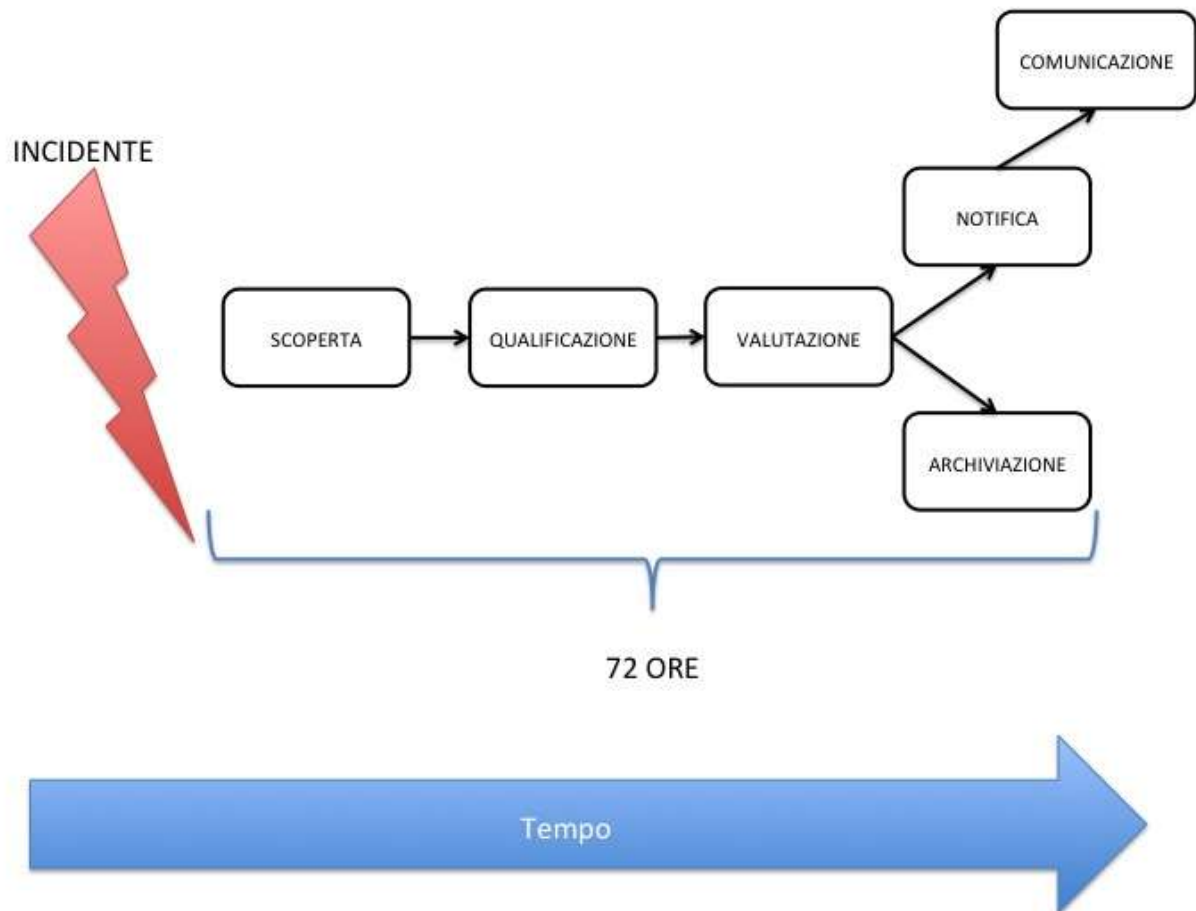 COMUNICAZIONE
INCIDENTE
NOTIFICA
SCOPERTA
QUALIFICAZIONE
VALUTAZIONE
ARCHIVIAZIONE
72 ORE
Tempo